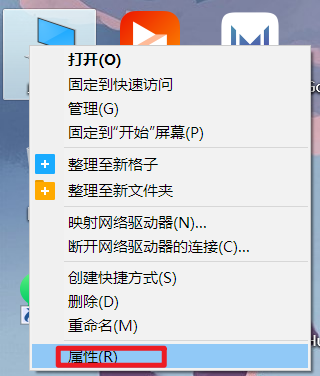 打开(O)
固定到快速访问
管理(G)
固定到“开始”屏幕(P)
整理至新格子
整理至新文件夹
映射网络驱动器(N)...
断开网络驱动器的连接(C)...
创建快捷方式(S)
删除(D)
重命名(M)
属性(R)